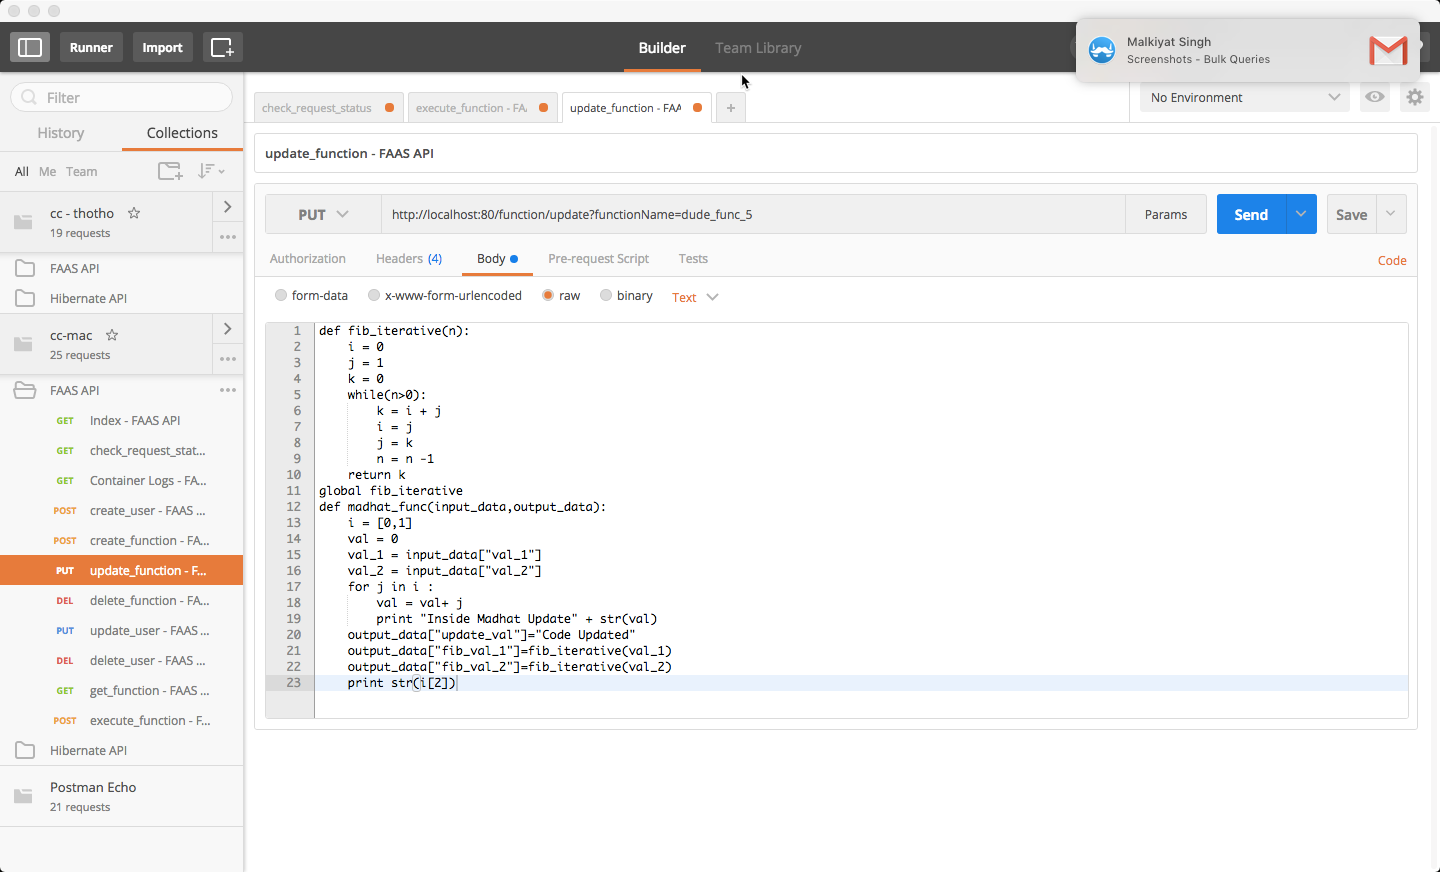 Runner
Import
Builder
Team Library
Malkiyat Singh
Screenshots - Bulk Queries
Filter
History
Collections
All Me Team
cc - thotho
19 requests
FAAS API
Hibernate API
cc-mac
25 requests
FAAS API
GET Index - FAAS API
GET check_request_stat...
GET Container Logs - FA...
POST create_user - FAAS ...
POST create_function - FA...
PUT update_function - F...
DEL delete_function - FA...
PUT update_user - FAAS ...
DEL delete_user - FAAS ...
GET get_function - FAAS ...
POST execute_function - F...
Hibernate API
Postman Echo
21 requests
check_request_status
execute_function - FA
update_function - FAA
No Environment
update_function - FAAS API
PUT
http://localhost:80/function/update?functionName=dude_func_5
Params
Send
Save
Authorization
Headers (4)
Body
Pre-request Script
Tests
Code
form-data
x-www-form-urlencoded
raw
binary
Text
1 def fib_iterative(n):
2 i = 0
3 j = 1
4 k = 0
5 while(n>0):
6 k = i + j
7 i = j
8 j = k
9 n = n -1
10 return k
11 global fib_iterative
12 def madhat_func(input_data,output_data):
13 i = [0,1]
14 val = 0
15 val_1 = input_data["val_1"]
16 val_2 = input_data["val_2"]
17 for j in i :
18 val = val+ j
19 print "Inside Madhat Update" + str(val)
20 output_data["update_val"]="Code Updated"
21 output_data["fib_val_1"]=fib_iterative(val_1)
22 output_data["fib_val_2"]=fib_iterative(val_2)
23 print str(i[2])